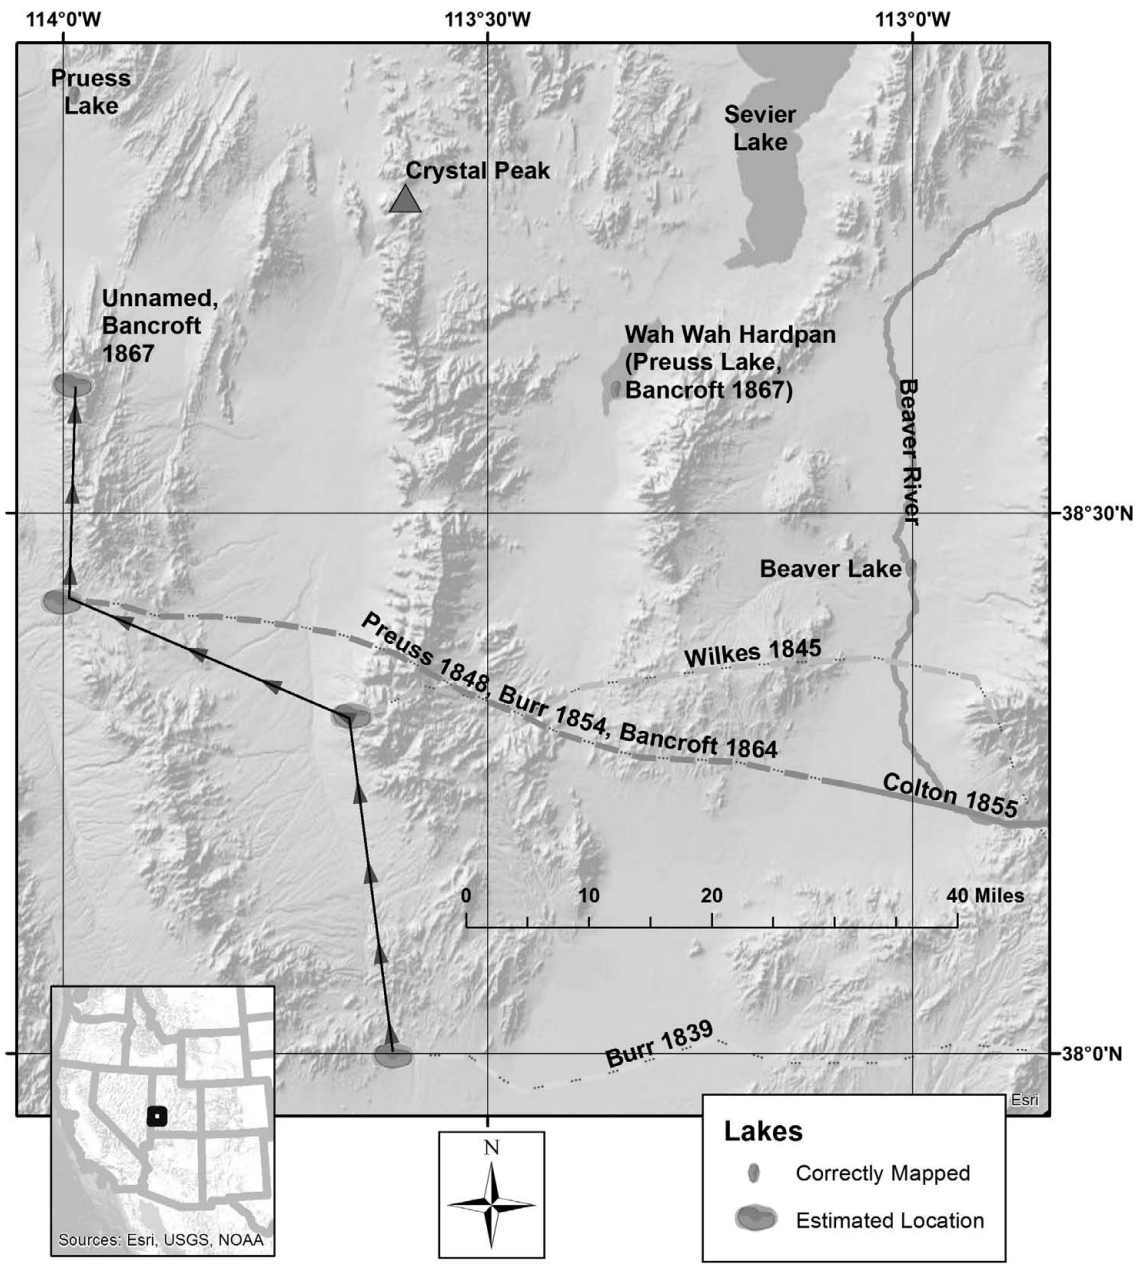 114°0'W
113°30'W
113°0'W
Pruess
Lake
Sevier
Lake
Crystal Peak
Unnamed,
Bancroft
1867
Wah Wah Hardpan
(Preuss Lake,
Bancroft 1867)
Beaver River
38°30'N
Beaver Lake
Preuss 1848, Burr 1854, Bancroft 1864
Wilkes 1845
Colton 1855
0 10 20 40 Miles
Burr 1839
38°0'N
Esri
Sources: Esri, USGS, NOAA
N
Lakes
Correctly Mapped
Estimated Location